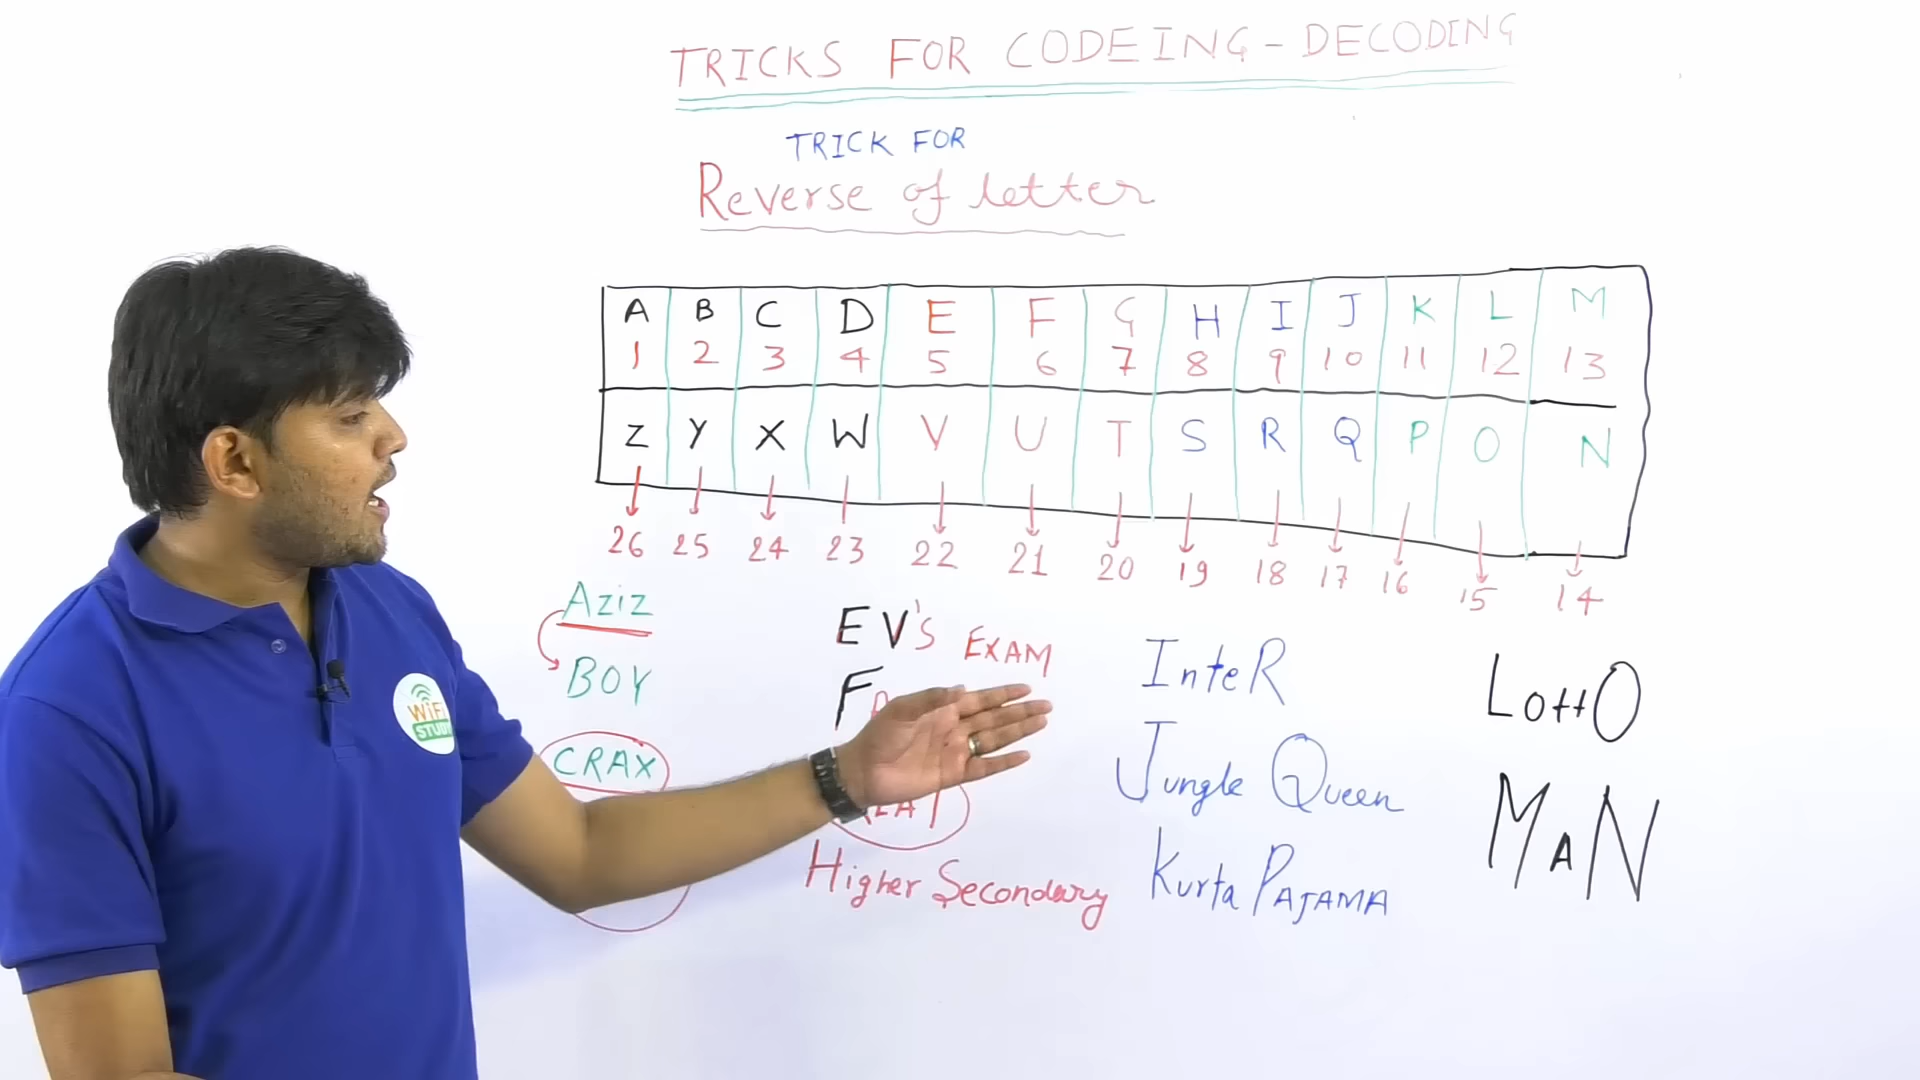 TRICKS FOR CODEING-DECODING
TRICK FOR
Reverse of letter
A B C D E F G H I J K L M
1 2 3 4 5 6 7 8 9 10 11 12 13
Z Y X W V U T S R Q P O N
26 25 24 23 22 21 20 19 18 17 16 15 14
Aziz
BOY
CRAX
EV'S EXAM
Higher Secondary
InteR
Jungle Queen
Kurta PAJAMA
LottO
MAN
WiFi
STUDY